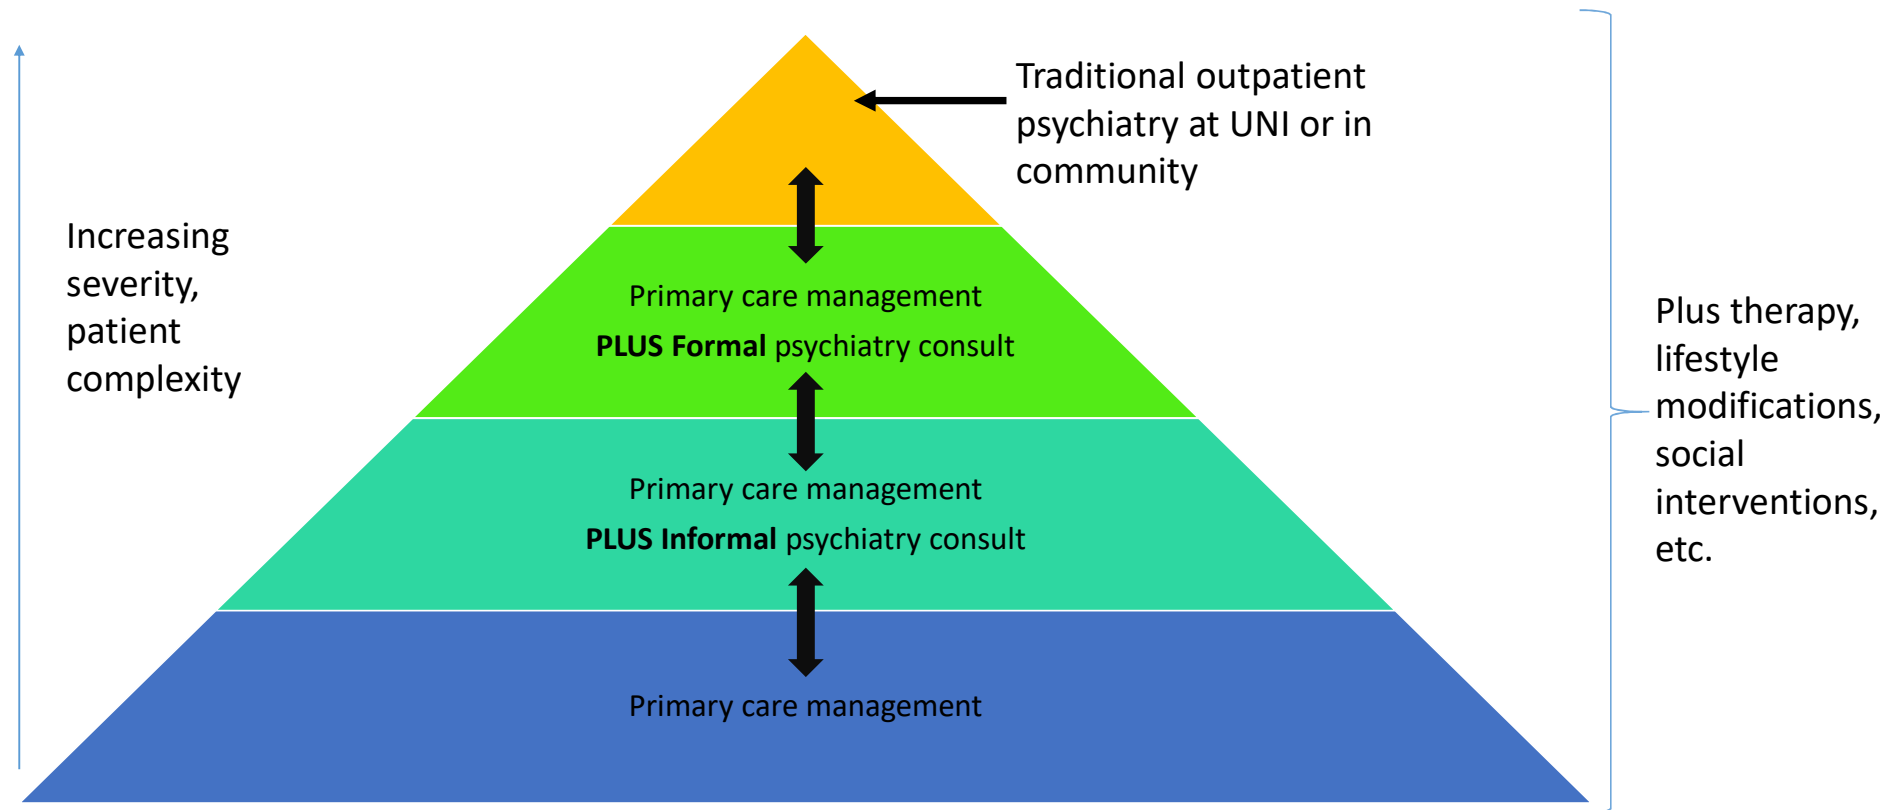 Traditional outpatient
psychiatry at UNI or in
community
Increasing
severity,
patient
complexity
Primary care management
PLUS Formal psychiatry consult
Primary care management
PLUS Informal psychiatry consult
Primary care management
Plus therapy,
lifestyle
modifications,
social
interventions,
etc.